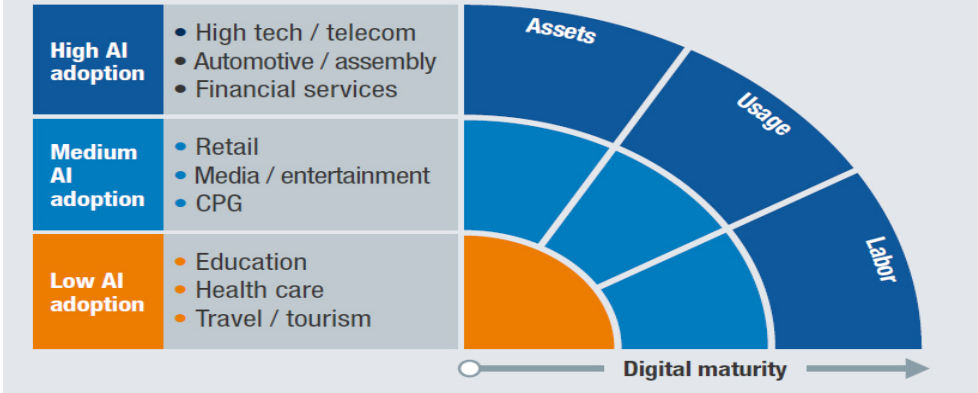 High AI
adoption
• High tech / telecom
• Automotive / assembly
• Financial services
Medium
AI
adoption
• Retail
• Media / entertainment
• CPG
Low AI
adoption
• Education
• Health care
• Travel / tourism
Assets
Usage
Labor
Digital maturity